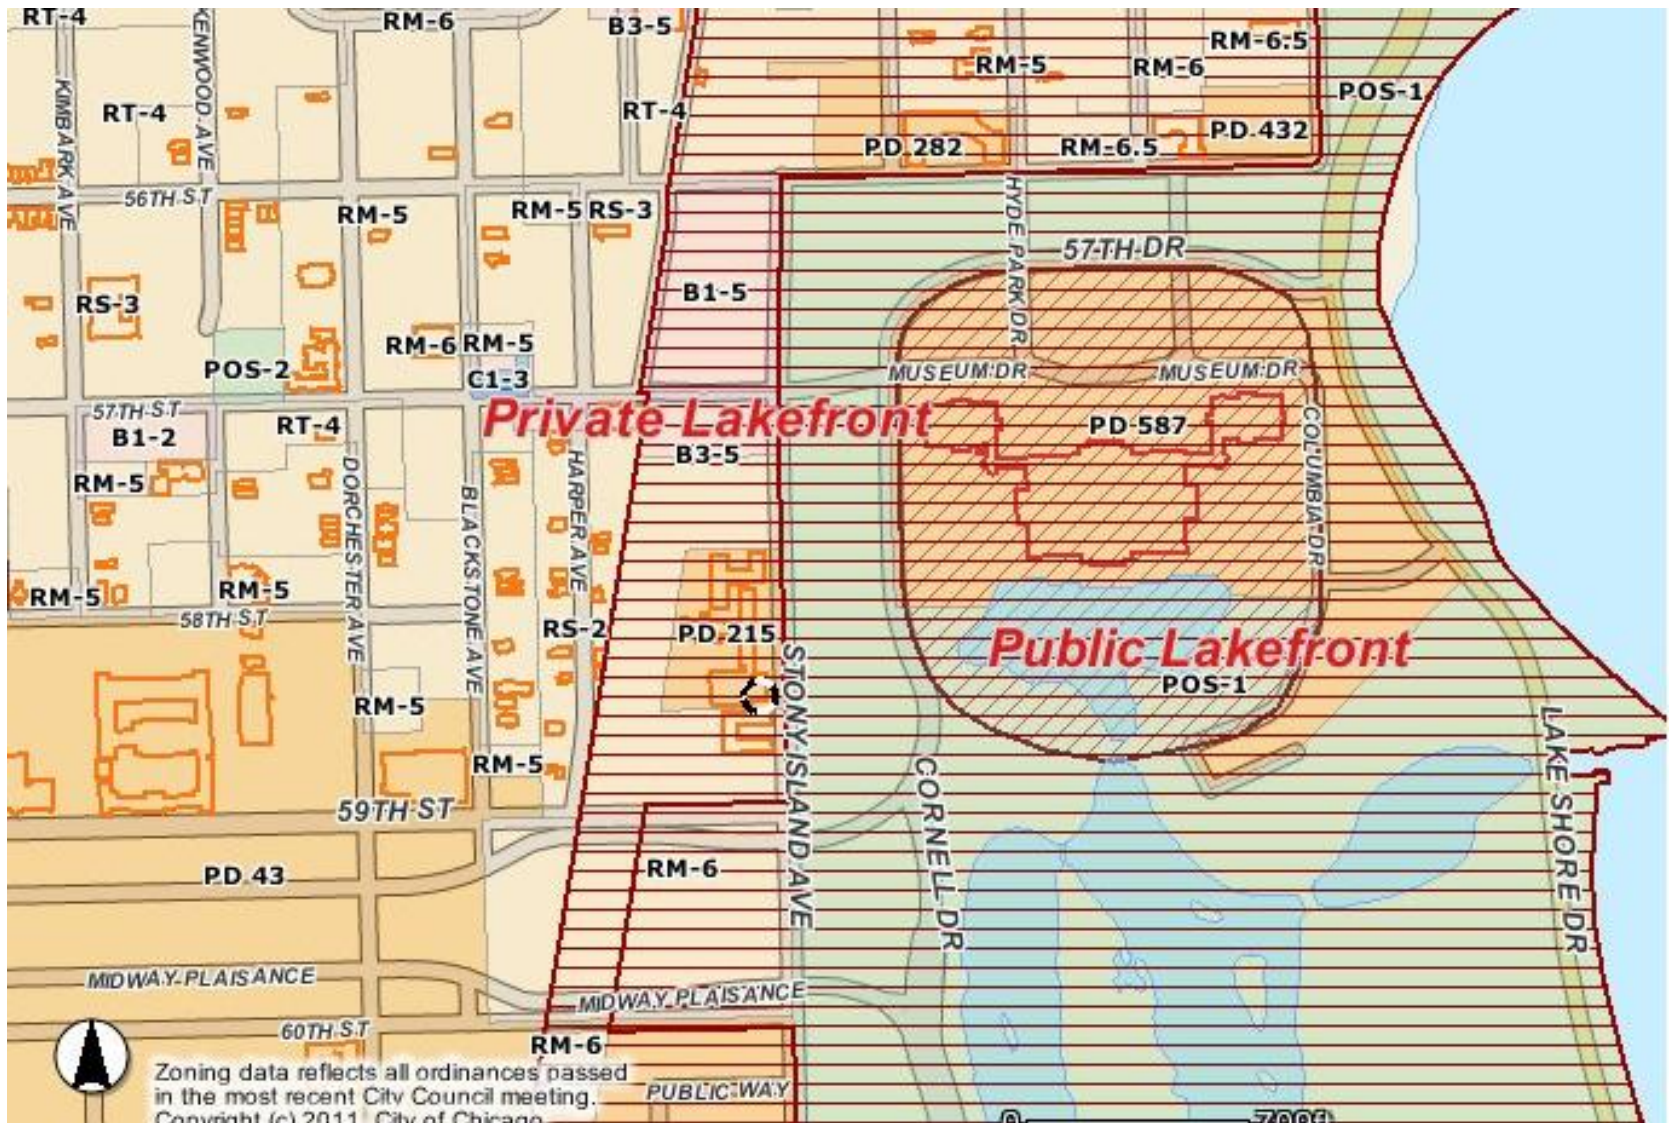 RT-4
KENWOOD AVE
RM-6
B3-5
RM-6.5
RM-5
RM-6
POS-1
KIMBARK AVE
RT-4
RT-4
PD 432
PD 282
RM-6.5
56TH ST
RM-5
RM-5
RS-3
HYDE PARK DR
57TH DR
RS-3
B1-5
RM-6
RM-5
POS-2
C1-3
MUSEUM DR
MUSEUM DR
57TH ST
B1-2
RT-4
Private Lakefront
PD 587
COLUMBIA DR
B3-5
RM-5
DORCHESTER AVE
BLACKSTONE AVE
HARPER AVE
RM-5
RM-5
58TH ST
RS-2
PD 215
STONY ISLAND AVE
Public Lakefront
POS-1
RM-5
RM-5
LAKE SHORE DR
CORNELL DR
59TH ST
RM-6
PD 43
MIDWAY PLAISANCE
MIDWAY PLAISANCE
60TH ST
RM-6
Zoning data reflects all ordinances passed
in the most recent City Council meeting.
Copyright (c) 2011 City of Chicago
PUBLIC WAY
0
700ft